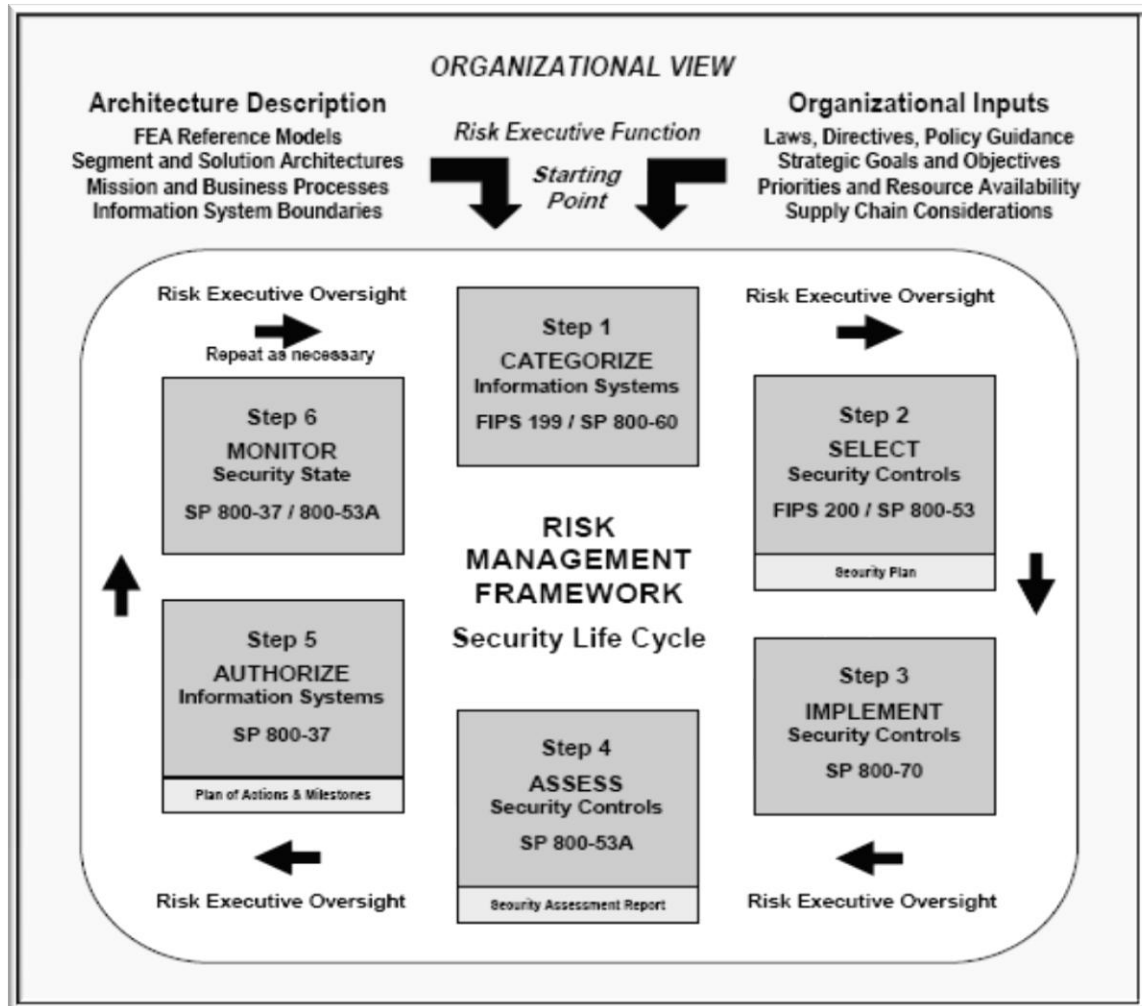 ORGANIZATIONAL VIEW
Architecture Description
FEA Reference Models
Segment and Solution Architectures
Mission and Business Processes
Information System Boundaries
Risk Executive Function
Starting
Point
Organizational Inputs
Laws, Directives, Policy Guidance
Strategic Goals and Objectives
Priorities and Resource Availability
Supply Chain Considerations
Risk Executive Oversight
Repeat as necessary
Step 1
CATEGORIZE
Information Systems
FIPS 199 / SP 800-60
Risk Executive Oversight
Step 2
SELECT
Security Controls
FIPS 200 / SP 800-53
Security Plan
Step 3
IMPLEMENT
Security Controls
SP 800-70
Risk Executive Oversight
Step 4
ASSESS
Security Controls
SP 800-53A
Security Assessment Report
Risk Executive Oversight
Step 5
AUTHORIZE
Information Systems
SP 800-37
Plan of Actions & Milestones
Step 6
MONITOR
Security State
SP 800-37 / 800-53A
RISK
MANAGEMENT
FRAMEWORK
Security Life Cycle